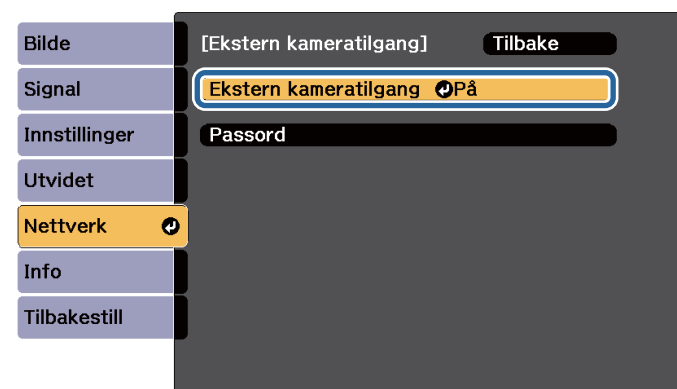 Bilde
Signal
Innstillinger
Utvidet
Nettverk
Info
Tilbakestill
[Ekstern kameratilgang] Tilbake
Ekstern kameratilgang På
Passord